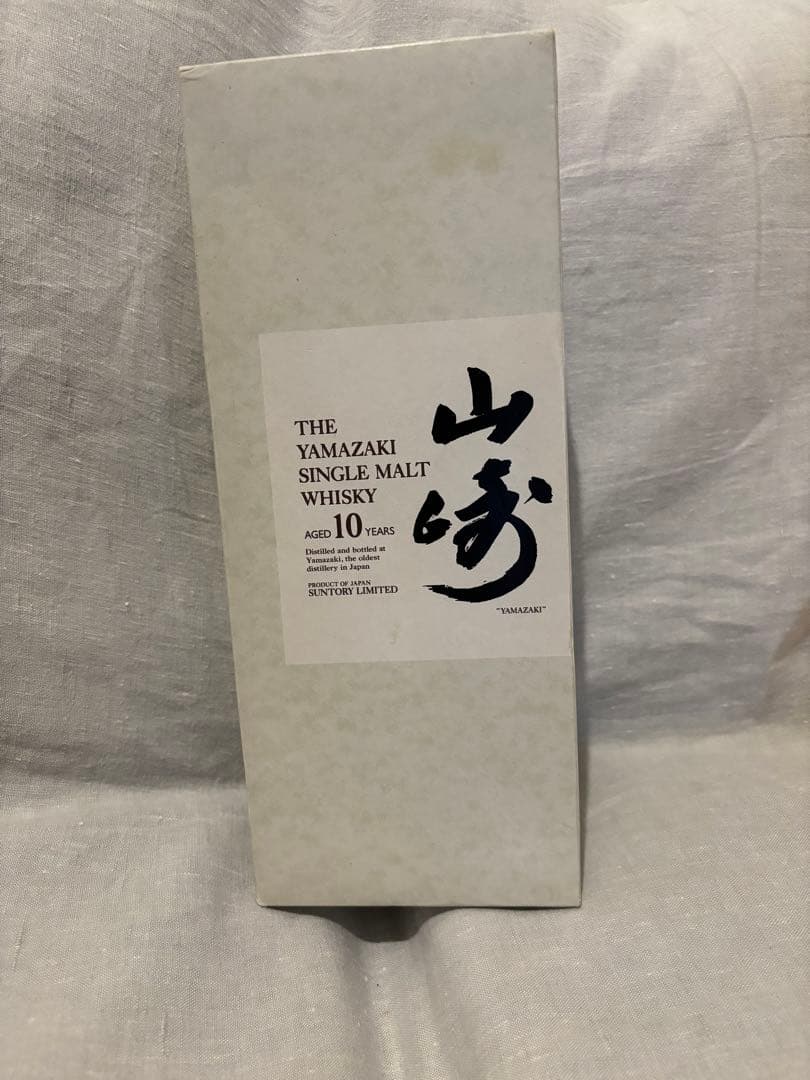 THE
YAMAZAKI
SINGLE MALT
WHISKY
AGED 10 YEARS
Distilled and bottled at
Yamazaki, the oldest
distillery in Japan
PRODUCT OF JAPAN
SUNTORY LIMITED
山
崎
"YAMAZAKI"